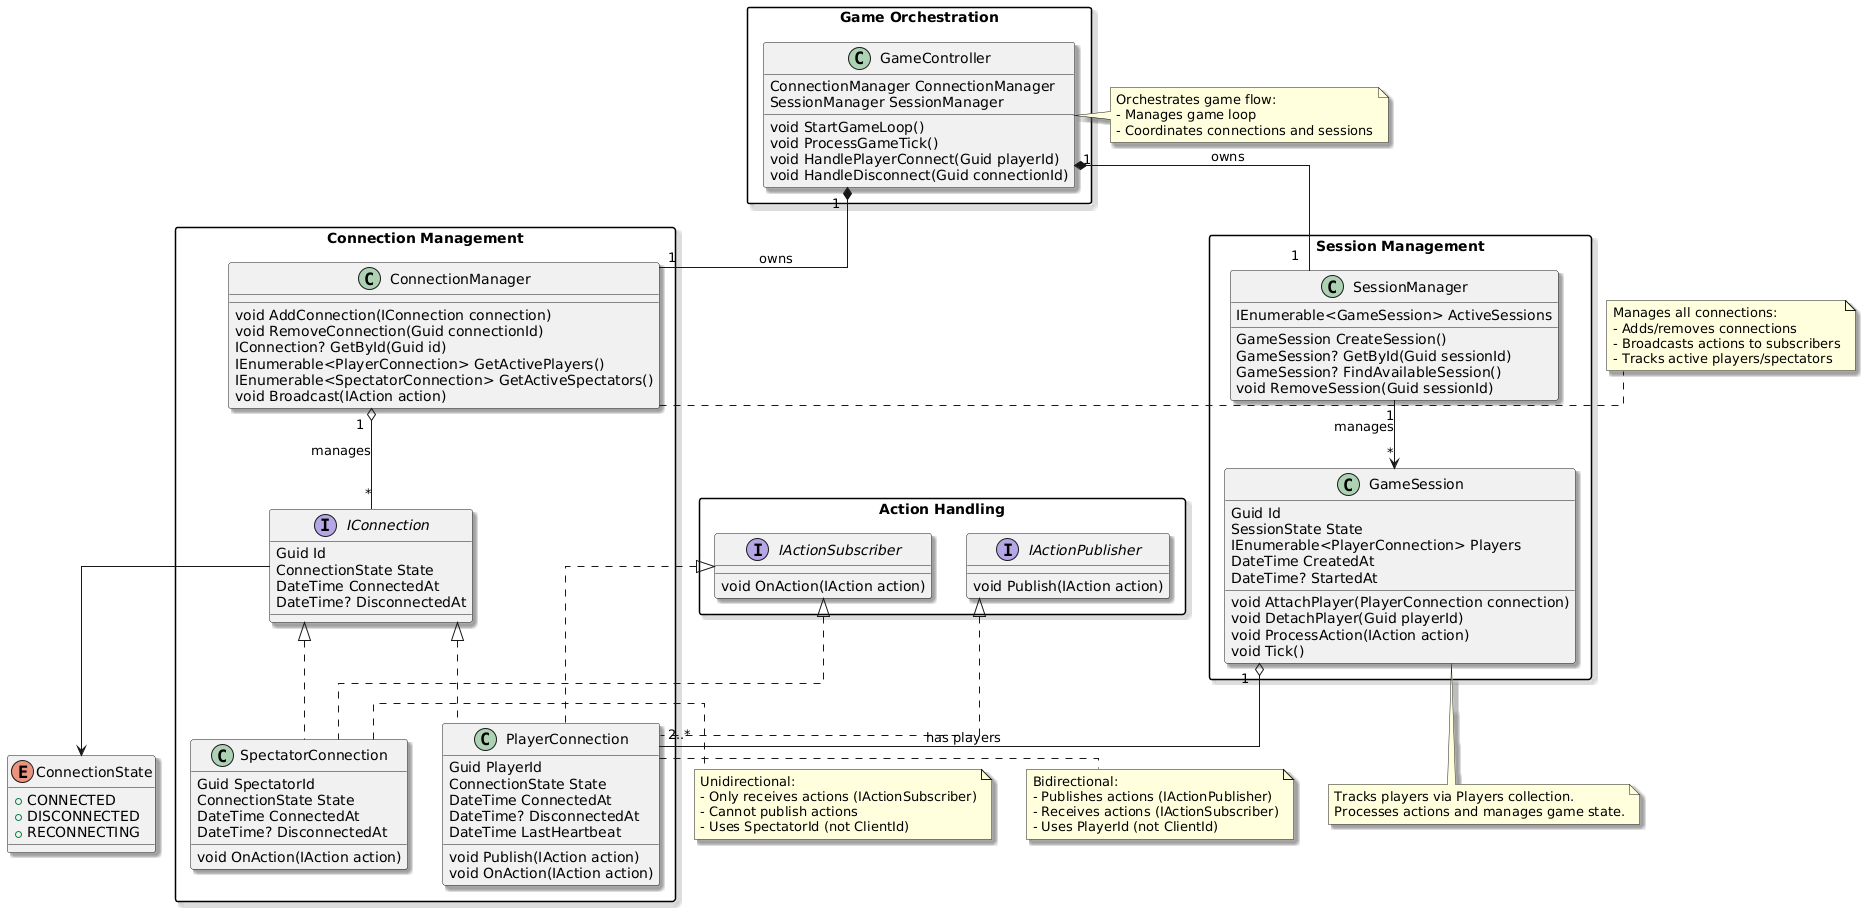 Game Orchestration
C GameController
ConnectionManager ConnectionManager
SessionManager SessionManager
void StartGameLoop()
void ProcessGameTick()
void HandlePlayerConnect(Guid playerId)
void HandleDisconnect(Guid connectionId)
Orchestrates game flow:
- Manages game loop
- Coordinates connections and sessions
1
owns
1
1
owns
1
Connection Management
C ConnectionManager
void AddConnection(IConnection connection)
void RemoveConnection(Guid connectionId)
IConnection? GetById(Guid id)
IEnumerable<PlayerConnection> GetActivePlayers()
IEnumerable<SpectatorConnection> GetActiveSpectators()
void Broadcast(IAction action)
Session Management
C SessionManager
IEnumerable<GameSession> ActiveSessions
GameSession CreateSession()
GameSession? GetById(Guid sessionId)
GameSession? FindAvailableSession()
void RemoveSession(Guid sessionId)
Manages all connections:
- Adds/removes connections
- Broadcasts actions to subscribers
- Tracks active players/spectators
1
manages
*
1
manages
*
I IConnection
Guid Id
ConnectionState State
DateTime ConnectedAt
DateTime? DisconnectedAt
Action Handling
I IActionSubscriber
void OnAction(IAction action)
I IActionPublisher
void Publish(IAction action)
C GameSession
Guid Id
SessionState State
IEnumerable<PlayerConnection> Players
DateTime CreatedAt
DateTime? StartedAt
void AttachPlayer(PlayerConnection connection)
void DetachPlayer(Guid playerId)
void ProcessAction(IAction action)
void Tick()
1
has players
2..*
E ConnectionState
CONNECTED
DISCONNECTED
RECONNECTING
C SpectatorConnection
Guid SpectatorId
ConnectionState State
DateTime ConnectedAt
DateTime? DisconnectedAt
void OnAction(IAction action)
C PlayerConnection
Guid PlayerId
ConnectionState State
DateTime ConnectedAt
DateTime? DisconnectedAt
DateTime LastHeartbeat
void Publish(IAction action)
void OnAction(IAction action)
Unidirectional:
- Only receives actions (IActionSubscriber)
- Cannot publish actions
- Uses SpectatorId (not ClientId)
Bidirectional:
- Publishes actions (IActionPublisher)
- Receives actions (IActionSubscriber)
- Uses PlayerId (not ClientId)
Tracks players via Players collection.
Processes actions and manages game state.